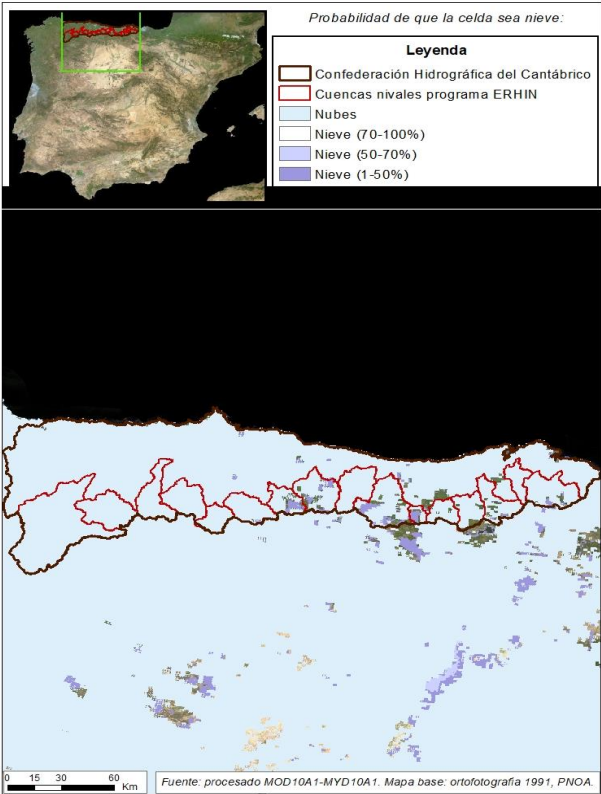 Probabilidad de que la celda sea nieve:
Leyenda
Confederación Hidrográfica del Cantábrico
Cuencas nivales programa ERHIN
Nubes
Nieve (70-100%)
Nieve (50-70%)
Nieve (1-50%)
0 15 30 60
Km
Fuente: procesado MOD10A1-MYD10A1. Mapa base: ortofotografia 1991, PNOA.